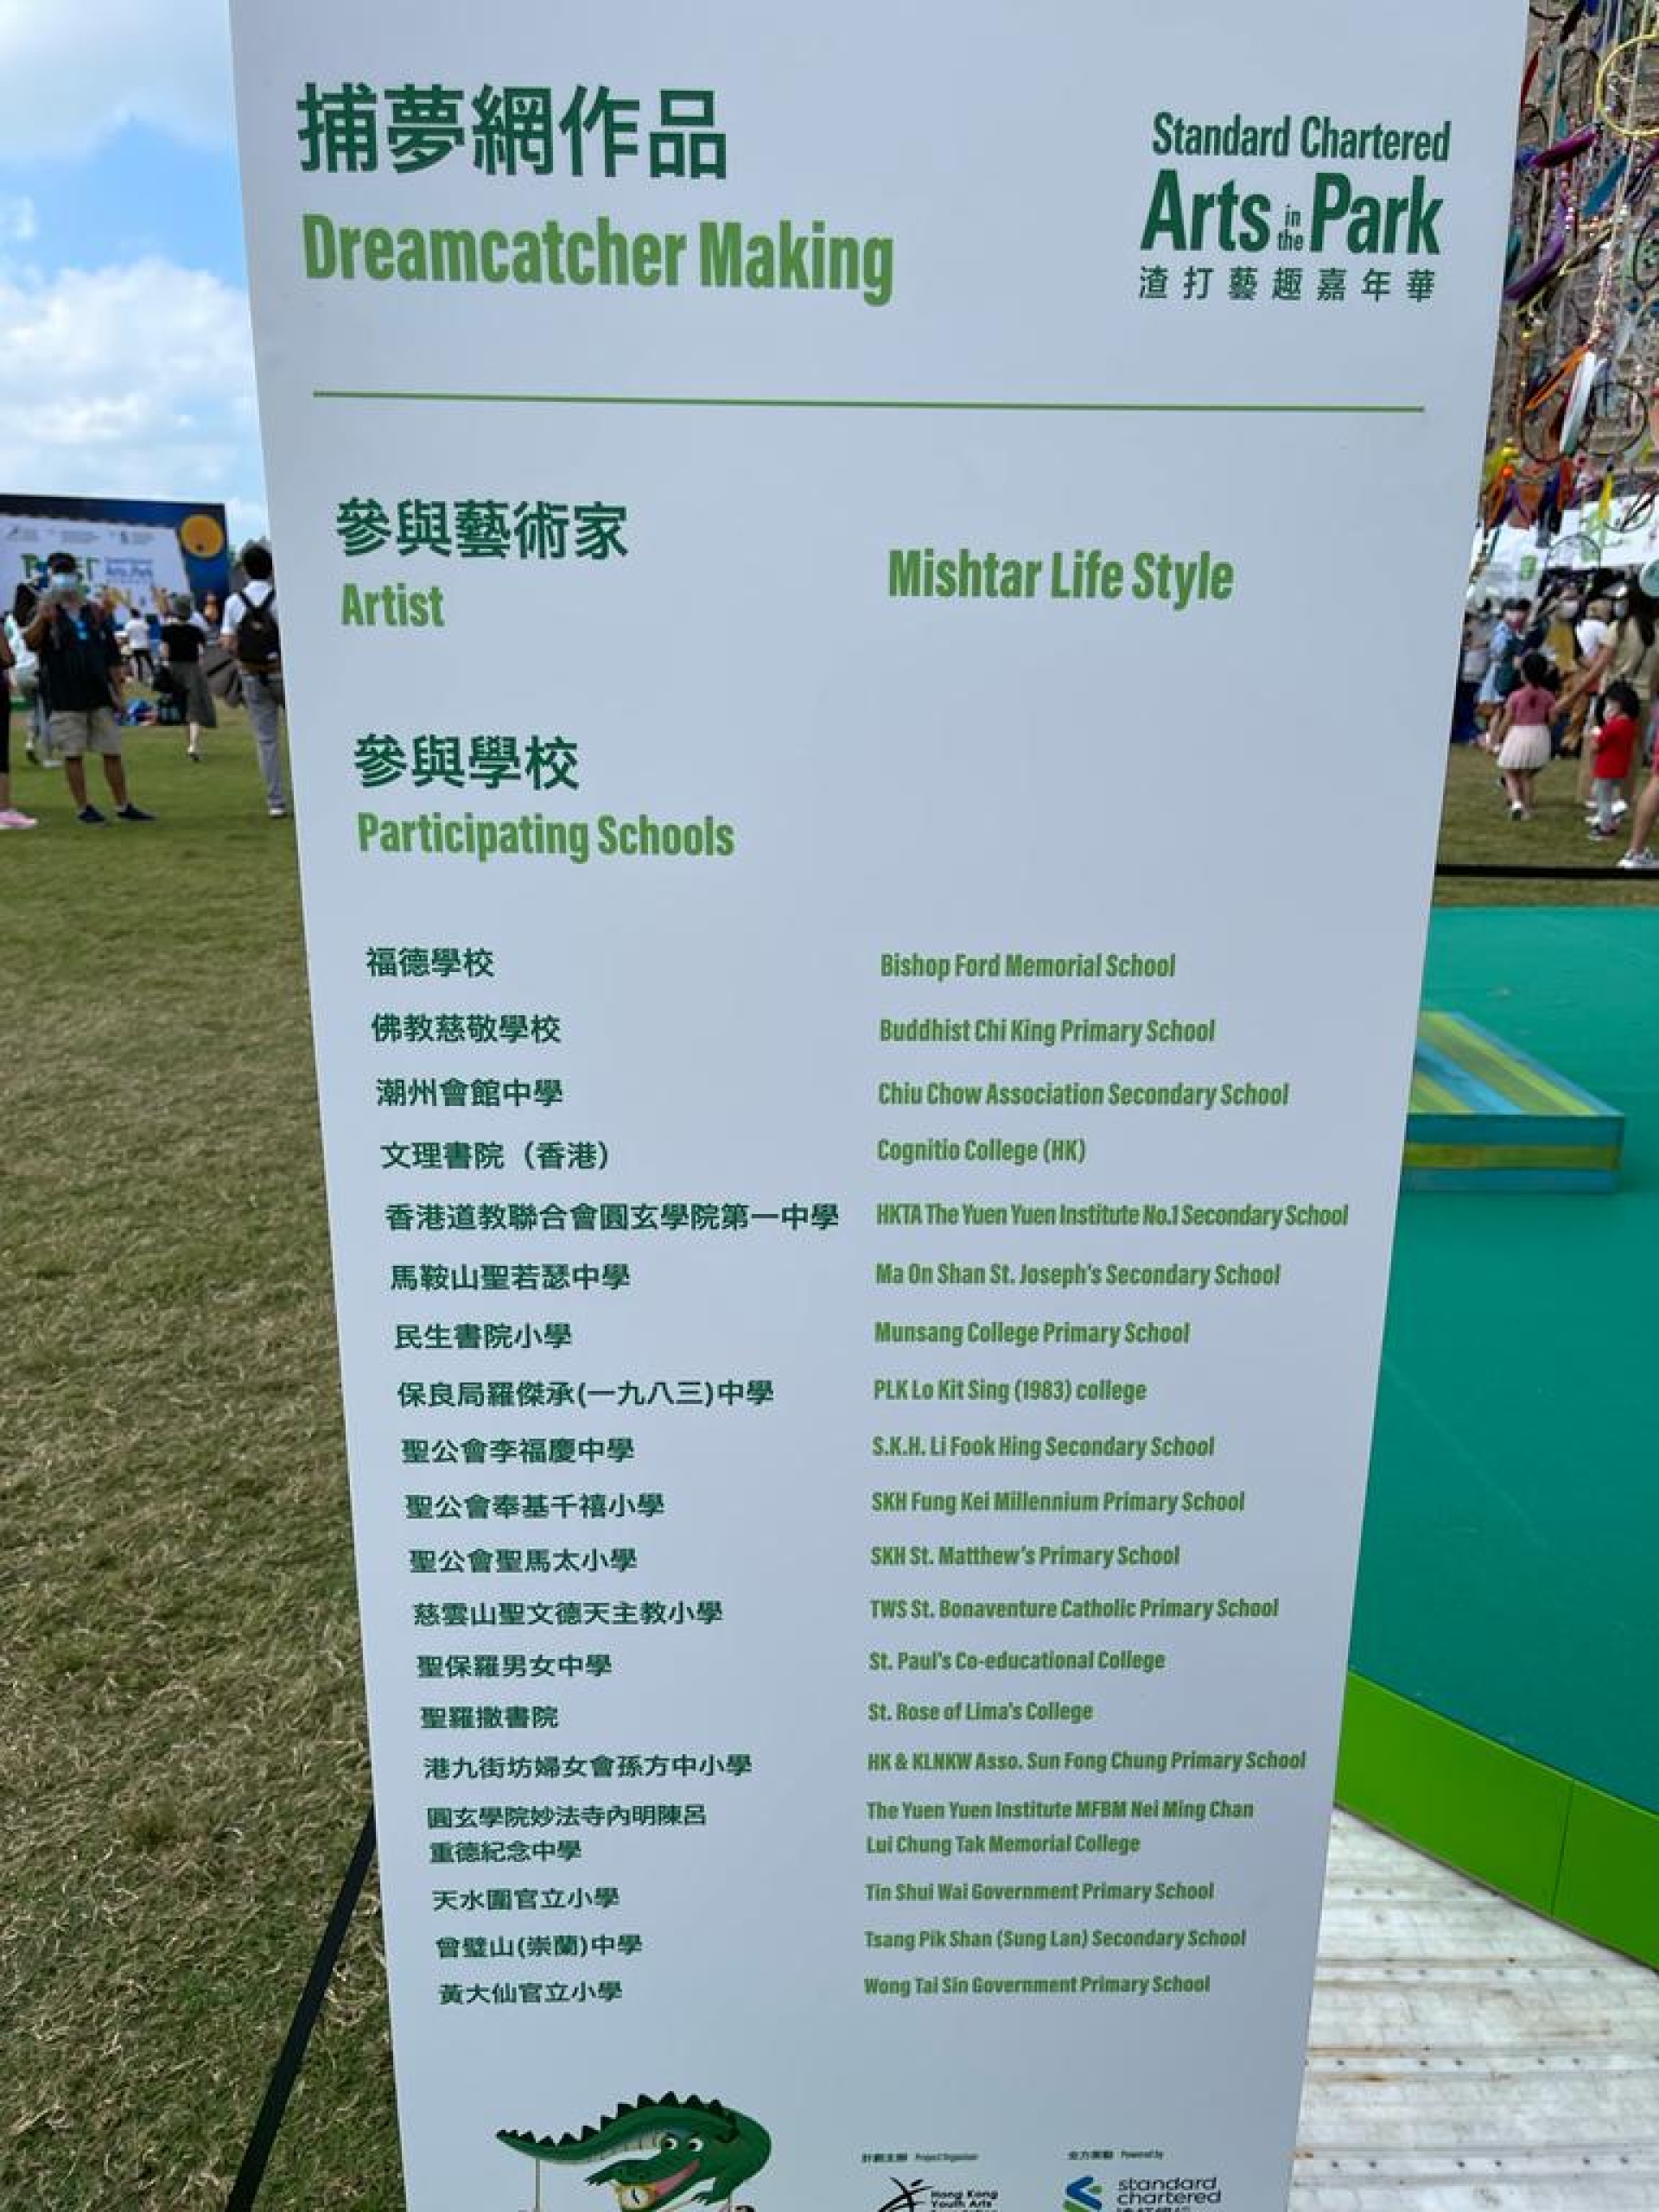 捕夢網作品
Dreamcatcher Making
Standard Chartered
Arts in the Park
渣打藝趣嘉年華
參與藝術家
Artist
Mishtar Life Style
參與學校
Participating Schools
福德學校 Bishop Ford Memorial School
佛教慈敬學校 Buddhist Chi King Primary School
潮州會館中學 Chiu Chow Association Secondary School
文理書院（香港） Cognitio College (HK)
香港道教聯合會圓玄學院第一中學 HKTA The Yuen Yuen Institute No.1 Secondary School
馬鞍山聖若瑟中學 Ma On Shan St. Joseph's Secondary School
民生書院小學 Munsang College Primary School
保良局羅傑承(一九八三)中學 PLK Lo Kit Sing (1983) college
聖公會李福慶中學 S.K.H. Li Fook Hing Secondary School
聖公會奉基千禧小學 SKH Fung Kei Millennium Primary School
聖公會聖馬太小學 SKH St. Matthew's Primary School
慈雲山聖文德天主教小學 TWS St. Bonaventure Catholic Primary School
聖保羅男女中學 St. Paul's Co-educational College
聖羅撒書院 St. Rose of Lima's College
港九街坊婦女會孫方中小學 HK & KLNKW Asso. Sun Fong Chung Primary School
圓玄學院妙法寺內明陳呂 The Yuen Yuen Institute MFBM Nei Ming Chan
重德紀念中學 Lui Chung Tak Memorial College
天水圍官立小學 Tin Shui Wai Government Primary School
曾璧山(崇蘭)中學 Tsang Pik Shan (Sung Lan) Secondary School
黃大仙官立小學 Wong Tai Sin Government Primary School
Project Organiser
Powered by
Hong Kong
Youth Arts
standard
chartered